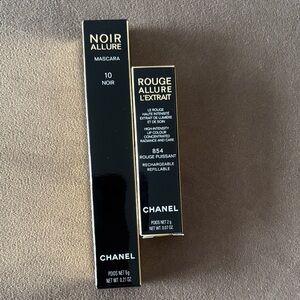 NOIR
ALLURE
MASCARA
10
NOIR
CHANEL
POIDS NET 6g
NET WT. 0.21 OZ.
ROUGE
ALLURE
L'EXTRAIT
LE ROUGE
HAUTE INTENSITÉ
EXTRAIT DE LUMIÈRE
ET DE SOIN
HIGH-INTENSITY
LIP COLOUR
CONCENTRATED
RADIANCE AND CARE
854
ROUGE PUISSANT
RECHARGEABLE
REFILLABLE
CHANEL
POIDS NET 2 g
NET WT. 0.07 OZ.